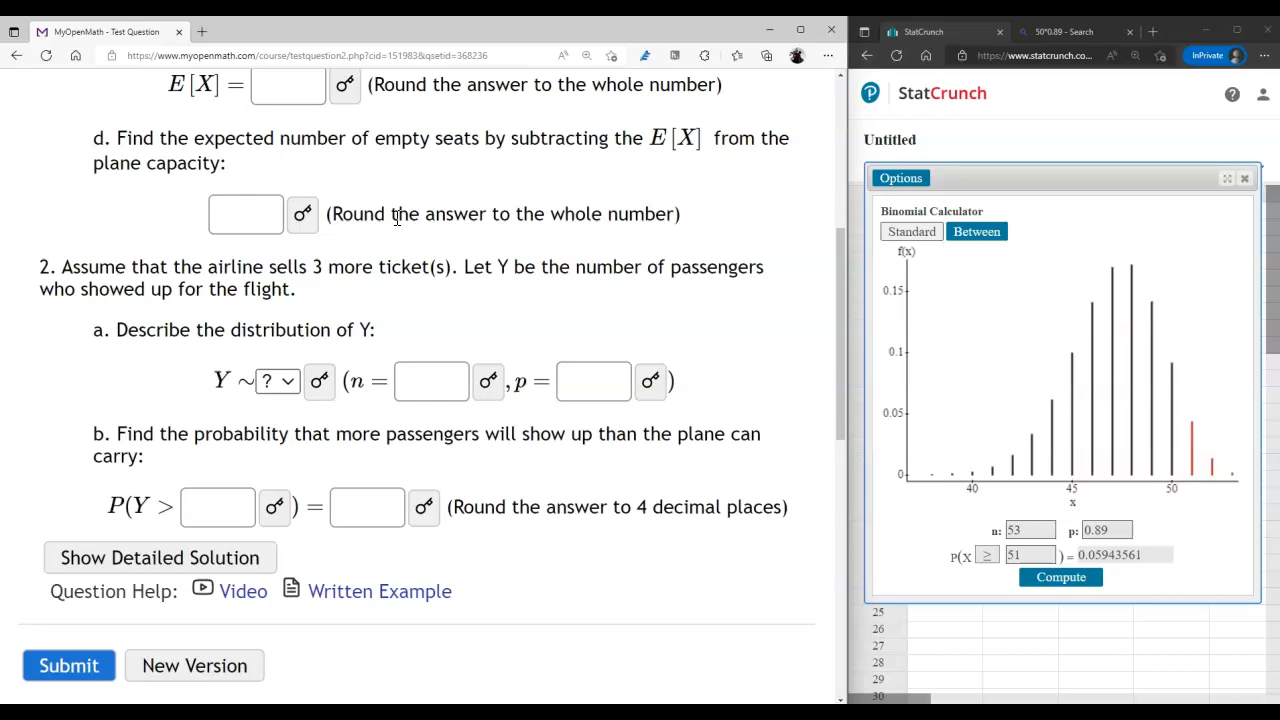 MyOpenMath - Test Question
https://www.myopenmath.com/course/testquestion2.php?cid=151983&qsetid=368236
E [X] = (Round the answer to the whole number)
d. Find the expected number of empty seats by subtracting the E [X] from the
plane capacity:
(Round the answer to the whole number)
2. Assume that the airline sells 3 more ticket(s). Let Y be the number of passengers
who showed up for the flight.
a. Describe the distribution of Y:
Y ~ ? (n = , p = )
b. Find the probability that more passengers will show up than the plane can
carry:
P(Y > ) = (Round the answer to 4 decimal places)
Show Detailed Solution
Question Help: Video Written Example
Submit New Version
StatCrunch
50*0.89 - Search
https://www.statcrunch.co...
InPrivate
StatCrunch
Untitled
Options
Binomial Calculator
Standard Between
f(x)
0.15
0.1
0.05
0
40 45 50
x
n: 53 p: 0.89
P(X ≥ 51 ) = 0.05943561
Compute
25
26
27
28
29
30